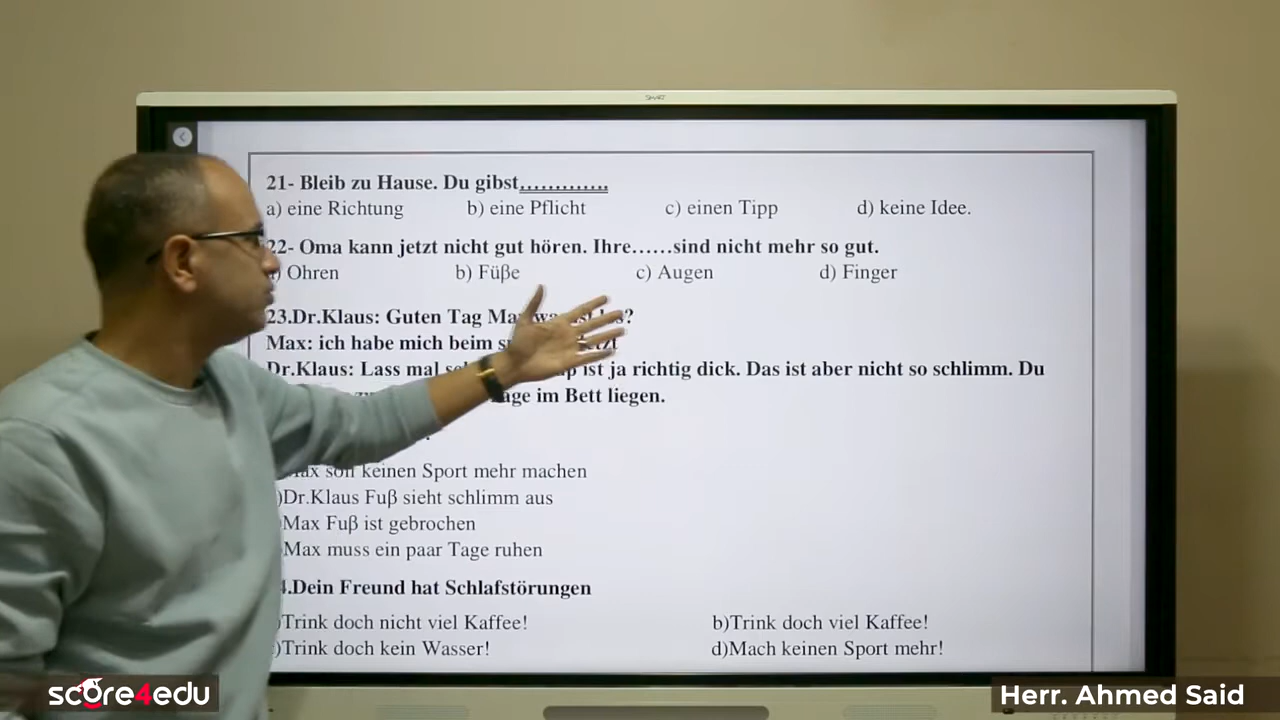 SMART
21- Bleib zu Hause. Du gibst.............
a) eine Richtung b) eine Pflicht c) einen Tipp d) keine Idee.
22- Oma kann jetzt nicht gut hören. Ihre……sind nicht mehr so gut.
) Ohren b) Füβe c) Augen d) Finger
23.Dr.Klaus: Guten Tag
Max: ich habe mich beim
Dr.Klaus: Lass mal ist ja richtig dick. Das ist aber nicht so schlimm. Du
im Bett liegen.
keinen Sport mehr machen
)Dr.Klaus Fuβ sieht schlimm aus
)Max Fuβ ist gebrochen
)Max muss ein paar Tage ruhen
4.Dein Freund hat Schlafstörungen
)Trink doch nicht viel Kaffee! b)Trink doch viel Kaffee!
)Trink doch kein Wasser! d)Mach keinen Sport mehr!
score4edu
Herr. Ahmed Said